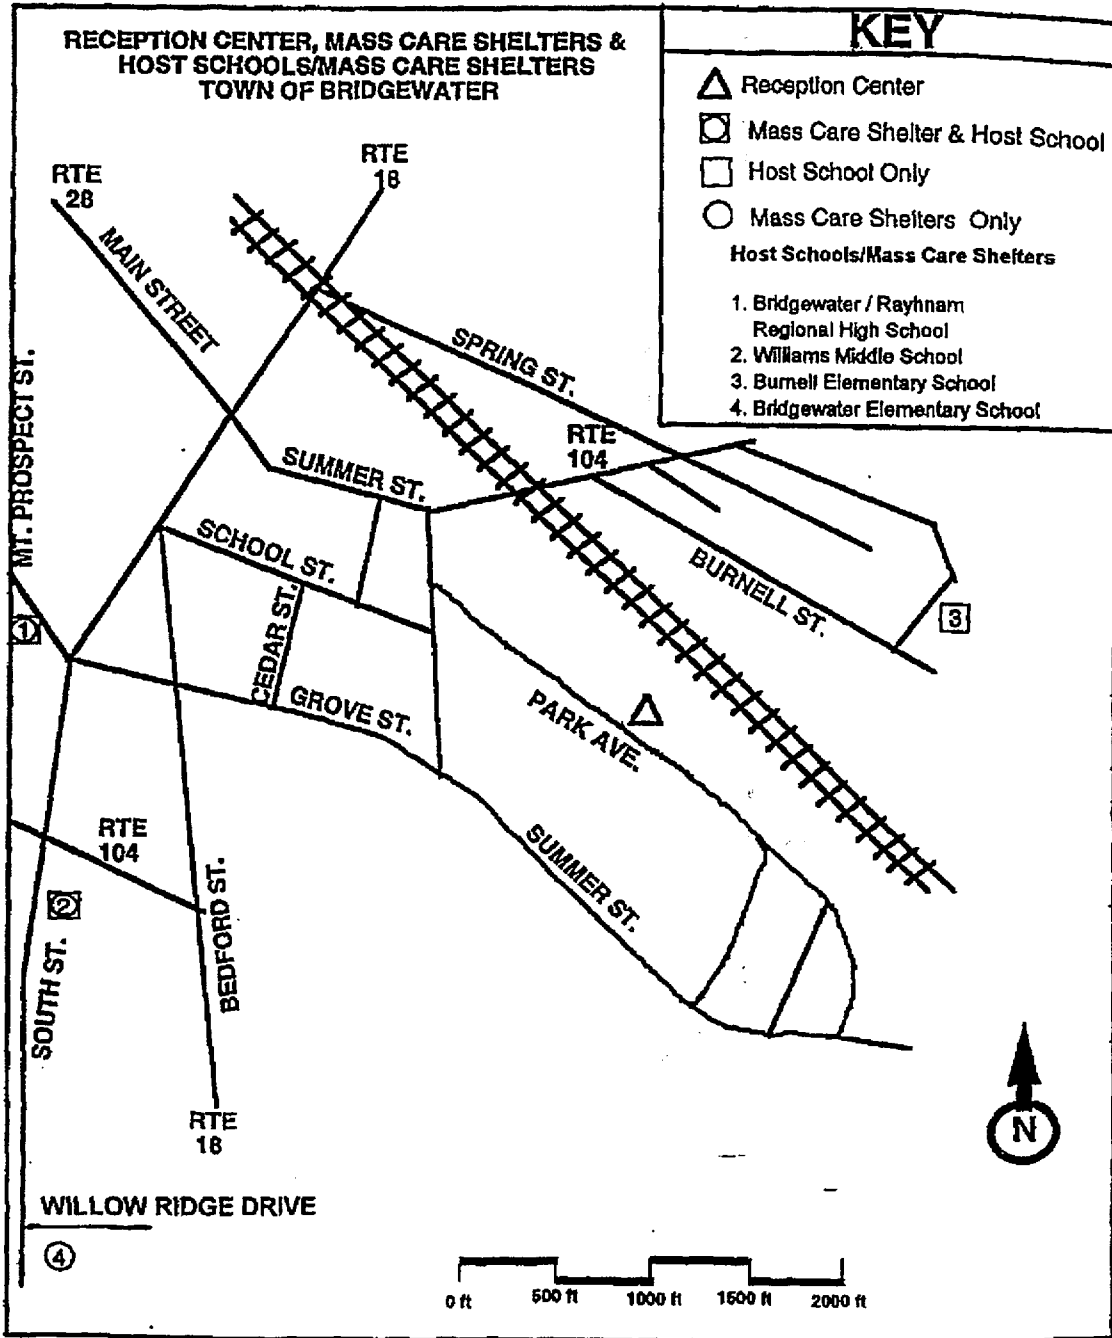 RECEPTION CENTER, MASS CARE SHELTERS &
HOST SCHOOLS/MASS CARE SHELTERS
TOWN OF BRIDGEWATER
KEY
Reception Center
Mass Care Shelter & Host School
Host School Only
Mass Care Shelters Only
Host Schools/Mass Care Shelters
1. Bridgewater / Rayhnam
Regional High School
2. Williams Middle School
3. Burnell Elementary School
4. Bridgewater Elementary School
RTE
28
RTE
18
MAIN STREET
MT. PROSPECT ST.
SPRING ST.
RTE
104
SUMMER ST.
SCHOOL ST.
BURNELL ST.
CEDAR ST.
1
3
GROVE ST.
PARK AVE.
RTE
104
SUMMER ST.
2
BEDFORD ST.
SOUTH ST.
RTE
18
N
WILLOW RIDGE DRIVE
4
0 ft
500 ft
1000 ft
1500 ft
2000 ft